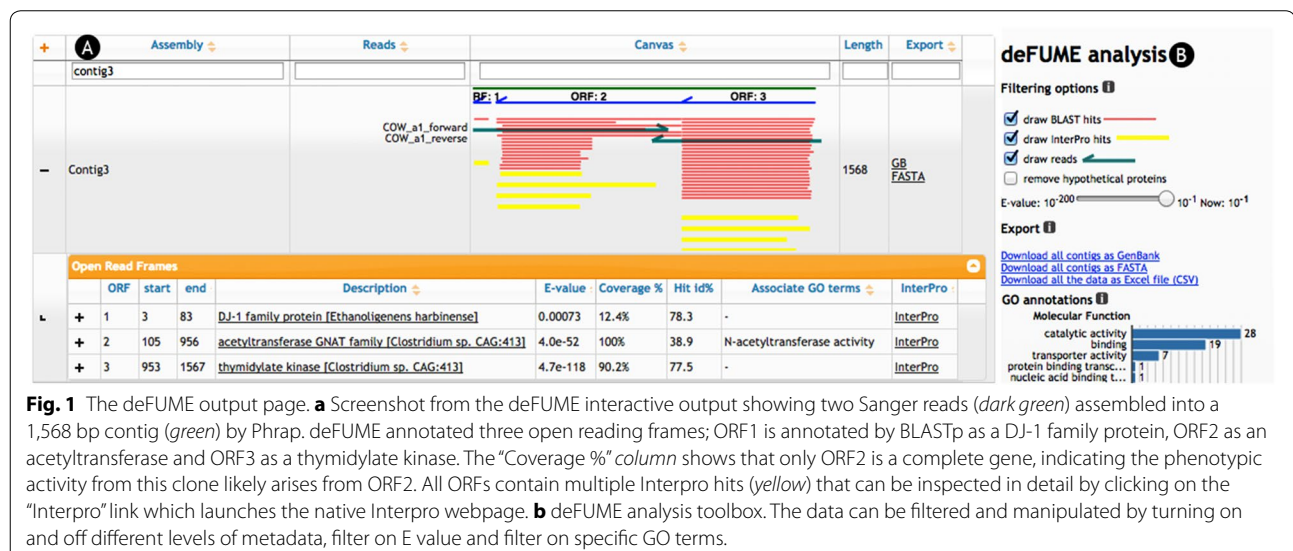 + A Assembly Reads Canvas Length Export
contig3
BF: 1 ORF: 2 ORF: 3
COW_a1_forward
COW_a1_reverse
− Contig3 1568 GB
FASTA
Open Read Frames
ORF start end Description E-value Coverage % Hit id% Associate GO terms InterPro
+ 1 3 83 DJ-1 family protein [Ethanoligenens harbinense] 0.00073 12.4% 78.3 - InterPro
+ 2 105 956 acetyltransferase GNAT family [Clostridium sp. CAG:413] 4.0e-52 100% 38.9 N-acetyltransferase activity InterPro
+ 3 953 1567 thymidylate kinase [Clostridium sp. CAG:413] 4.7e-118 90.2% 77.5 - InterPro
deFUME analysis B
Filtering options i
draw BLAST hits
draw InterPro hits
draw reads
remove hypothetical proteins
E-value: 10-200 10-1 Now: 10-1
Export i
Download all contigs as GenBank
Download all contigs as FASTA
Download all the data as Excel file (CSV)
GO annotations i
Molecular Function
catalytic activity 28
binding 19
transporter activity 7
protein binding transc... 1
nucleic acid binding t... 1
Fig. 1 The deFUME output page. a Screenshot from the deFUME interactive output showing two Sanger reads (dark green) assembled into a
1,568 bp contig (green) by Phrap. deFUME annotated three open reading frames; ORF1 is annotated by BLASTp as a DJ-1 family protein, ORF2 as an
acetyltransferase and ORF3 as a thymidylate kinase. The “Coverage %” column shows that only ORF2 is a complete gene, indicating the phenotypic
activity from this clone likely arises from ORF2. All ORFs contain multiple Interpro hits (yellow) that can be inspected in detail by clicking on the
“Interpro” link which launches the native Interpro webpage. b deFUME analysis toolbox. The data can be filtered and manipulated by turning on
and off different levels of metadata, filter on E value and filter on specific GO terms.